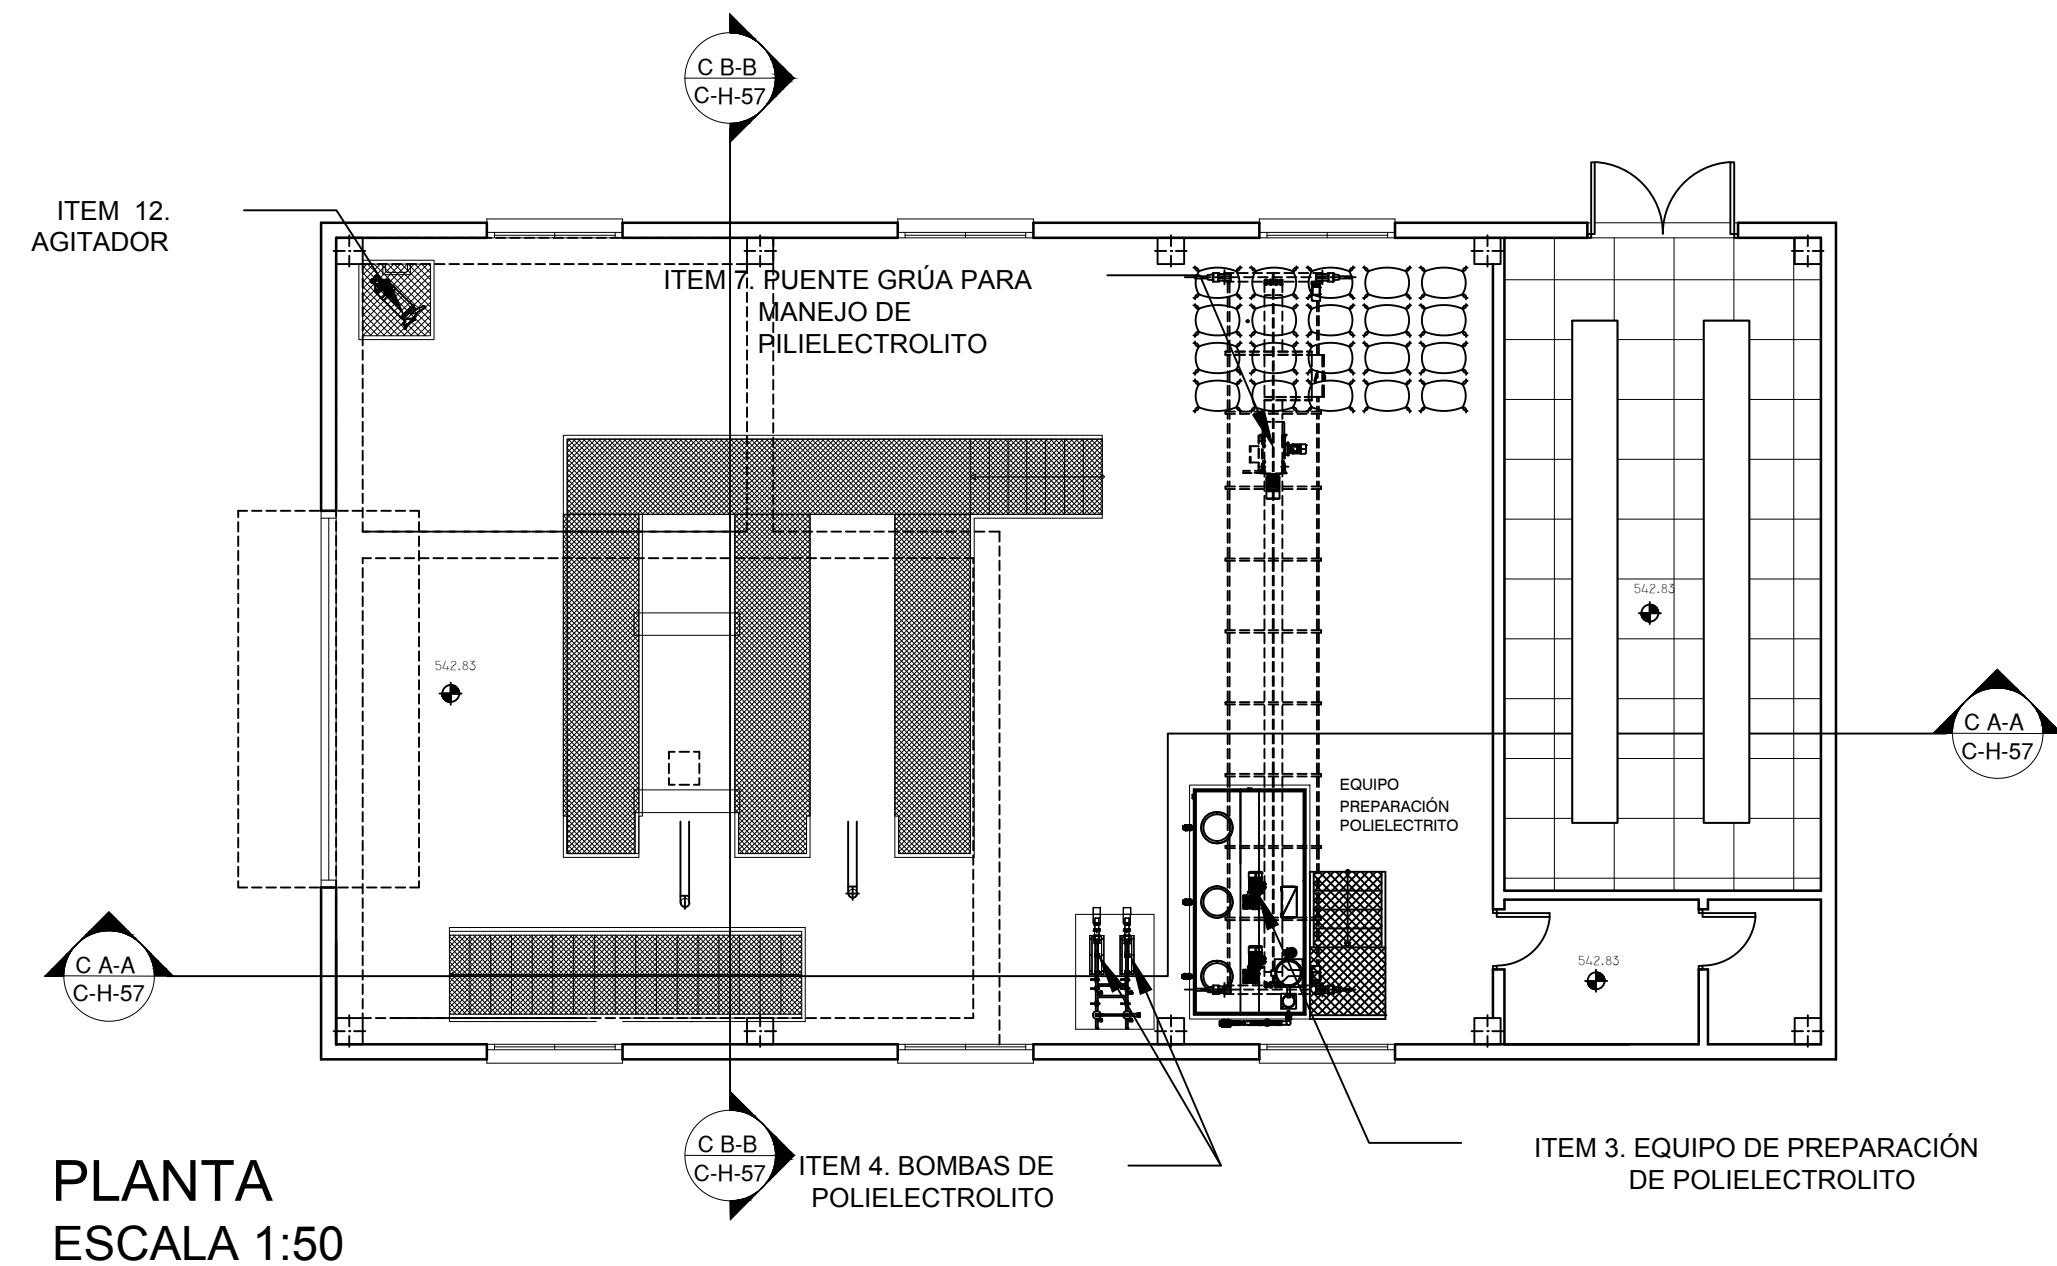 C B-B
C-H-57
ITEM  12.
AGITADOR
ITEM 7. PUENTE GRÚA PARA
MANEJO DE
PILIELECTROLITO
542.83
542.83
C A-A
C-H-57
EQUIPO
PREPARACIÓN
POLIELECTRITO
C A-A
C-H-57
542.83
C B-B
C-H-57
ITEM 4. BOMBAS DE
POLIELECTROLITO
ITEM 3. EQUIPO DE PREPARACIÓN
DE POLIELECTROLITO
PLANTA
ESCALA 1:50